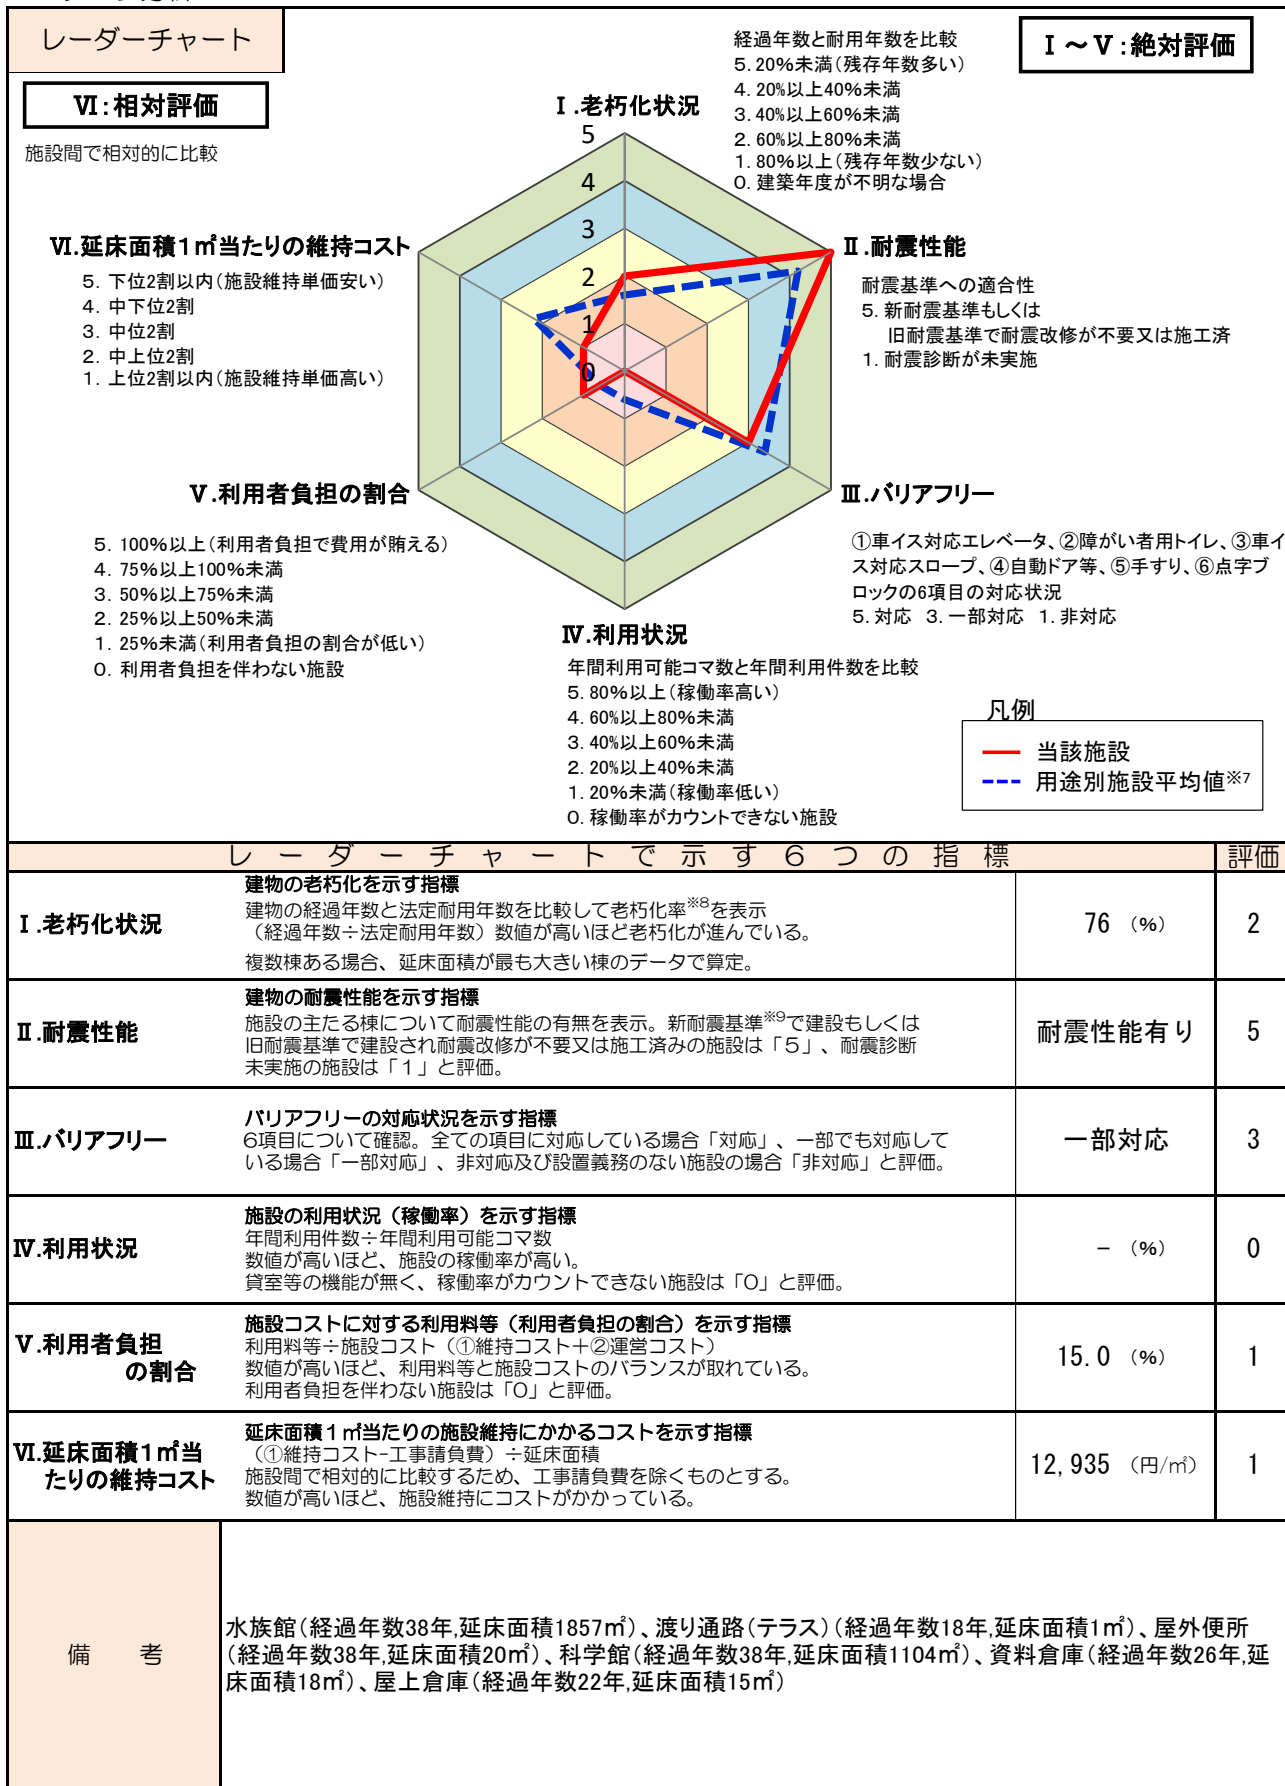 レーダーチャート
Ⅰ～Ⅴ：絶対評価
Ⅵ：相対評価
施設間で相対的に比較
経過年数と耐用年数を比較
5．20％未満（残存年数多い）
4．20％以上40％未満
3．40％以上60％未満
2．60％以上80％未満
1．80％以上（残存年数少ない）
0．建築年度が不明な場合
Ⅰ.老朽化状況
5
4
3
2
1
0
Ⅵ.延床面積１㎡当たりの維持コスト
5．下位2割以内（施設維持単価安い）
4．中下位2割
3．中位2割
2．中上位2割
1．上位2割以内（施設維持単価高い）
Ⅱ.耐震性能
耐震基準への適合性
5．新耐震基準もしくは
旧耐震基準で耐震改修が不要又は施工済
1．耐震診断が未実施
Ⅴ.利用者負担の割合
5．100％以上（利用者負担で費用が賄える）
4．75％以上100％未満
3．50％以上75％未満
2．25％以上50％未満
1．25％未満（利用者負担の割合が低い）
0．利用者負担を伴わない施設
Ⅲ.バリアフリー
①車イス対応エレベータ、②障がい者用トイレ、③車イ
ス対応スロープ、④自動ドア等、⑤手すり、⑥点字ブ
ロックの6項目の対応状況
5．対応 3．一部対応 1．非対応
Ⅳ.利用状況
年間利用可能コマ数と年間利用件数を比較
5．80％以上（稼働率高い）
4．60％以上80％未満
3．40％以上60％未満
2．20％以上40％未満
1．20％未満（稼働率低い）
0．稼働率がカウントできない施設
凡例
当該施設
用途別施設平均値※7
レーダーチャートで示す６つの指標 評価
Ⅰ.老朽化状況
建物の老朽化を示す指標
建物の経過年数と法定耐用年数を比較して老朽化率※8を表示
（経過年数÷法定耐用年数）数値が高いほど老朽化が進んでいる。
複数棟ある場合、延床面積が最も大きい棟のデータで算定。
76 （%） 2
Ⅱ.耐震性能
建物の耐震性能を示す指標
施設の主たる棟について耐震性能の有無を表示。新耐震基準※9で建設もしくは
旧耐震基準で建設され耐震改修が不要又は施工済みの施設は「５」、耐震診断
未実施の施設は「１」と評価。
耐震性能有り 5
Ⅲ.バリアフリー
バリアフリーの対応状況を示す指標
6項目について確認。全ての項目に対応している場合「対応」、一部でも対応して
いる場合「一部対応」、非対応及び設置義務のない施設の場合「非対応」と評価。
一部対応 3
Ⅳ.利用状況
施設の利用状況（稼働率）を示す指標
年間利用件数÷年間利用可能コマ数
数値が高いほど、施設の稼働率が高い。
貸室等の機能が無く、稼働率がカウントできない施設は「0」と評価。
－ （%） 0
Ⅴ.利用者負担
の割合
施設コストに対する利用料等（利用者負担の割合）を示す指標
利用料等÷施設コスト（①維持コスト+②運営コスト）
数値が高いほど、利用料等と施設コストのバランスが取れている。
利用者負担を伴わない施設は「0」と評価。
15.0 （%） 1
Ⅵ.延床面積１㎡当
たりの維持コスト
延床面積１㎡当たりの施設維持にかかるコストを示す指標
（①維持コスト-工事請負費）÷延床面積
施設間で相対的に比較するため、工事請負費を除くものとする。
数値が高いほど、施設維持にコストがかかっている。
12,935 （円/㎡） 1
備 考
水族館（経過年数38年,延床面積1857㎡）、渡り通路（テラス）（経過年数18年,延床面積1㎡）、屋外便所
（経過年数38年,延床面積20㎡）、科学館（経過年数38年,延床面積1104㎡）、資料倉庫（経過年数26年,延
床面積18㎡）、屋上倉庫（経過年数22年,延床面積15㎡）